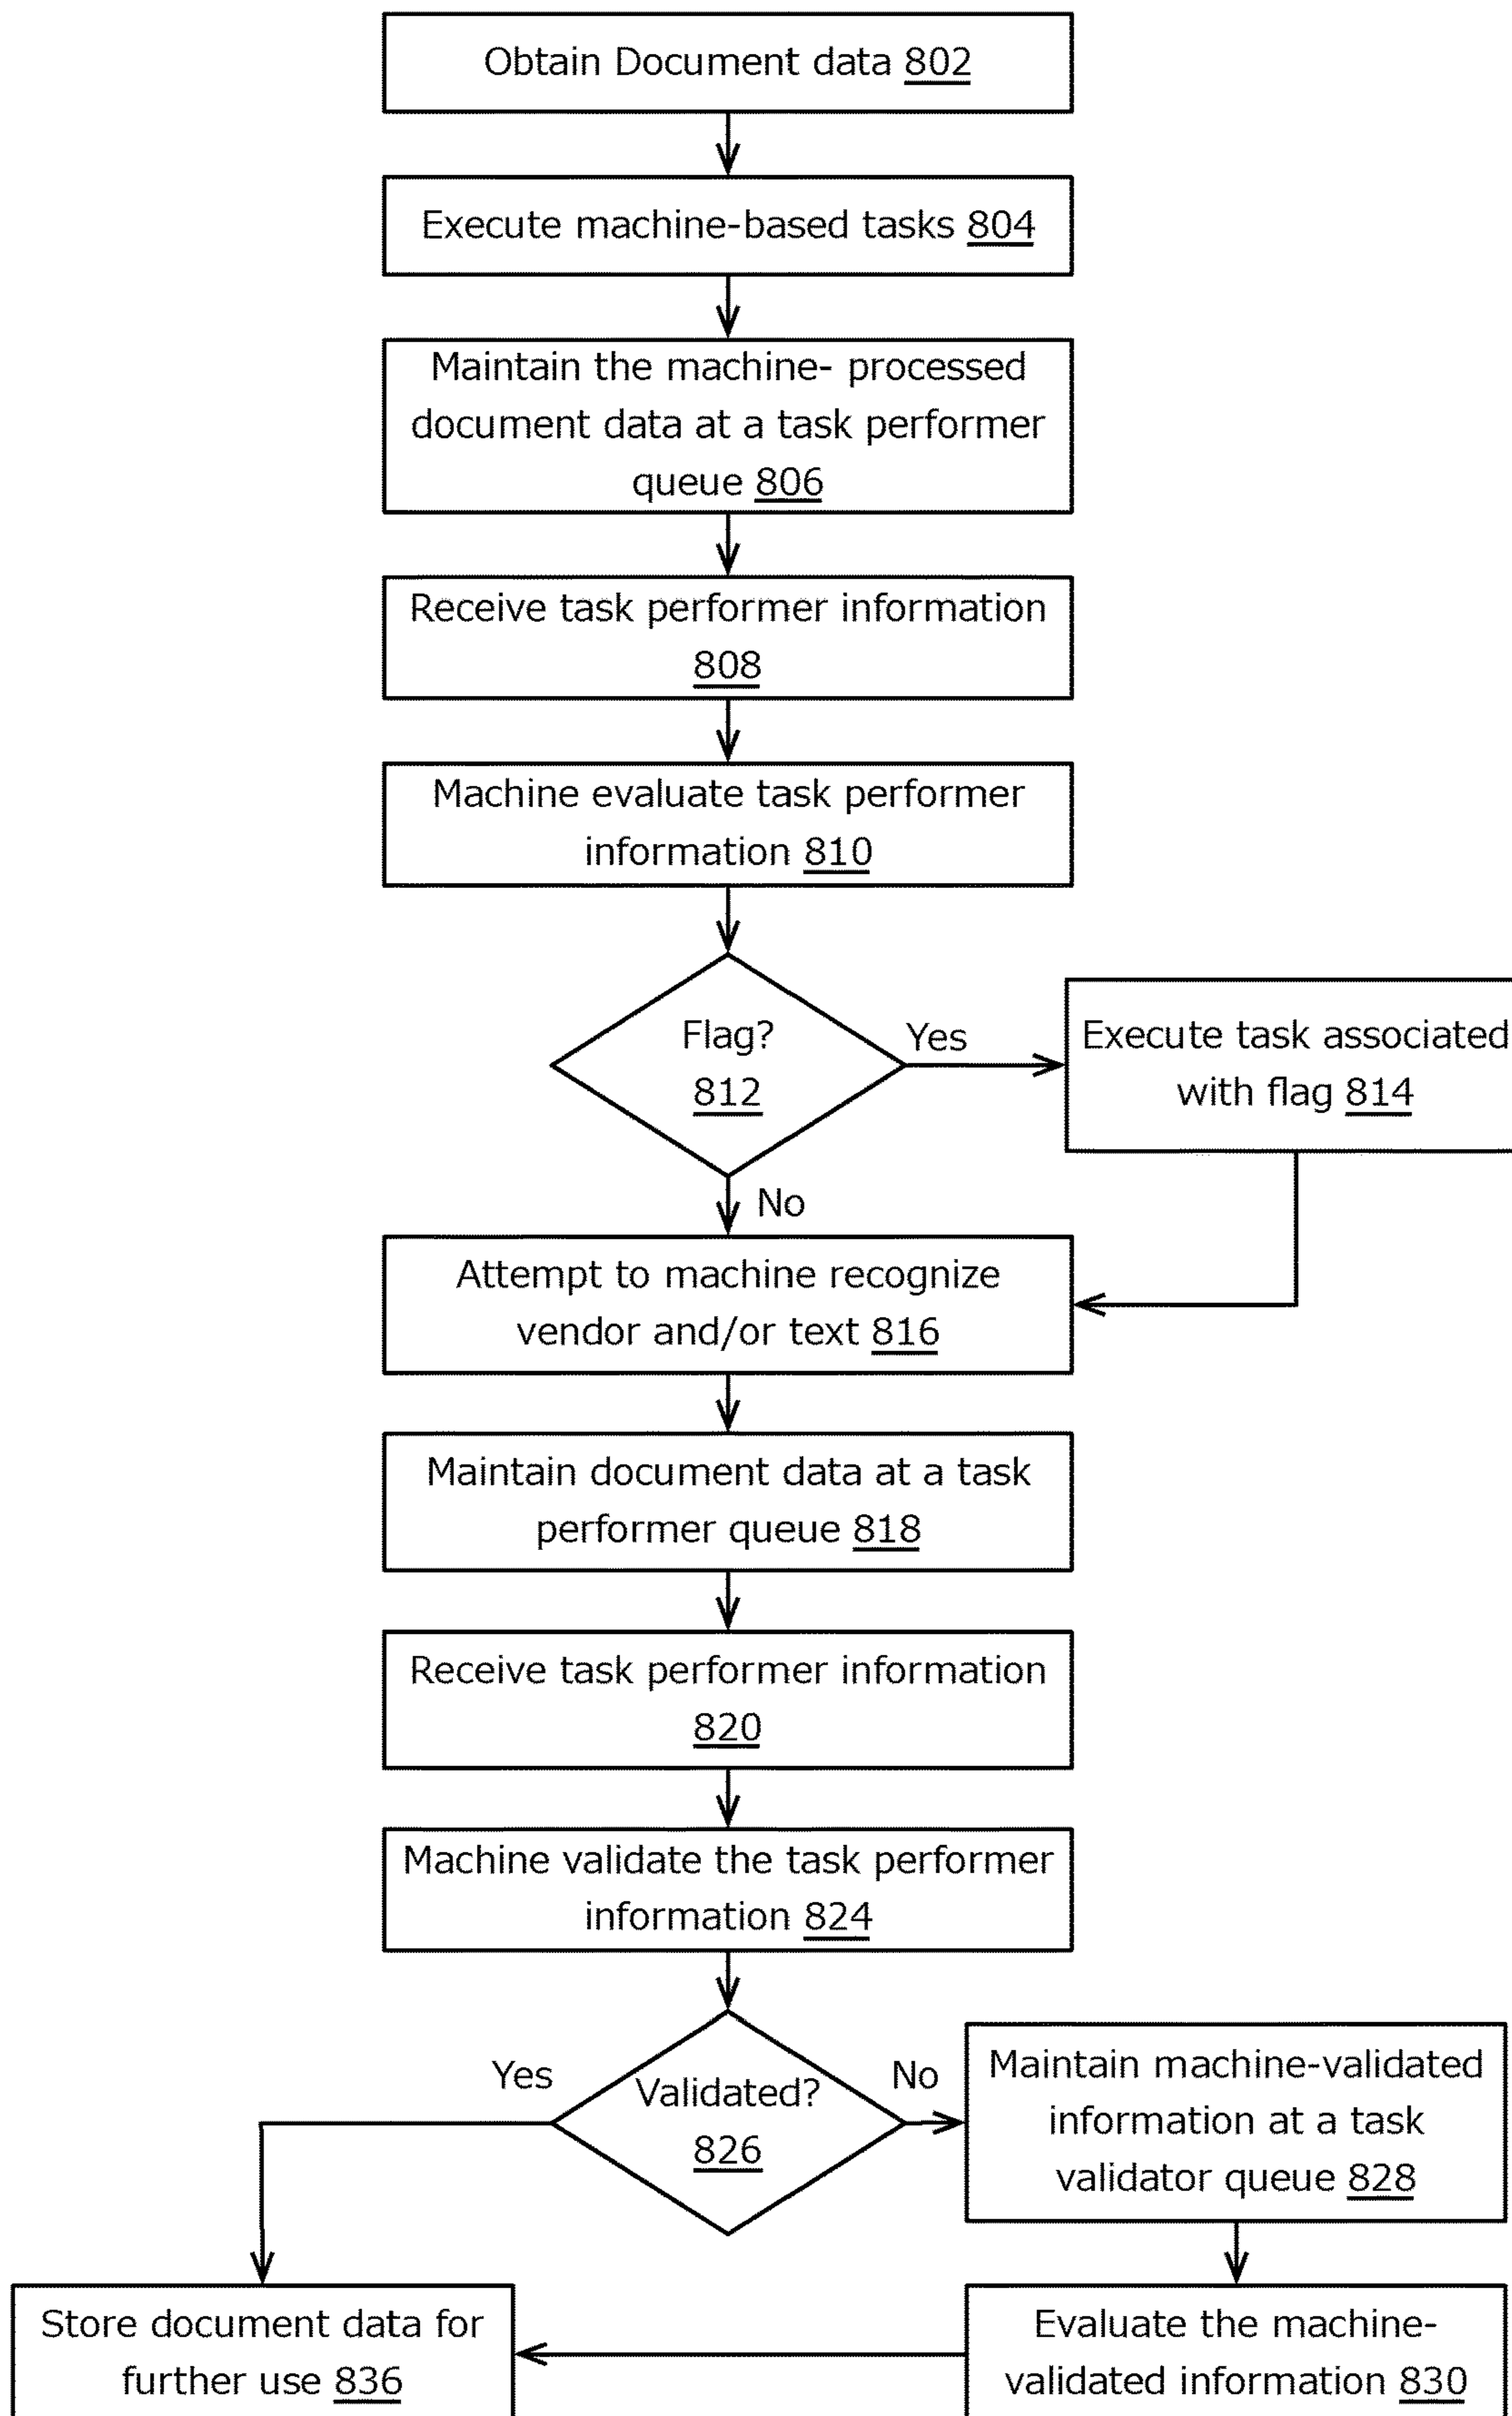 Obtain Document data 802
Execute machine-based tasks 804
Maintain the machine- processed
document data at a task performer
queue 806
Receive task performer information
808
Machine evaluate task performer
information 810
Flag?
812
Yes
Execute task associated
with flag 814
No
Attempt to machine recognize
vendor and/or text 816
Maintain document data at a task
performer queue 818
Receive task performer information
820
Machine validate the task performer
information 824
Yes
Validated?
826
No
Maintain machine-validated
information at a task
validator queue 828
Store document data for
further use 836
Evaluate the machine-
validated information 830